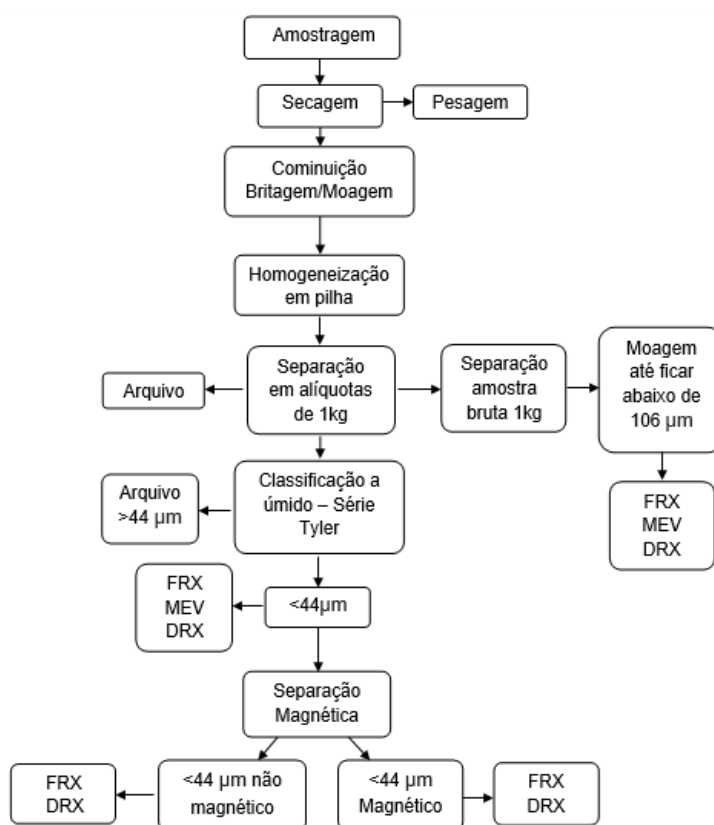 Amostragem
Secagem
Pesagem
Cominuição
Britagem/Moagem
Homogeneização
em pilha
Arquivo
Separação
em alíquotas
de 1kg
Separação
amostra
bruta 1kg
Moagem
até ficar
abaixo de
106 µm
Arquivo
>44 µm
Classificação a
úmido – Série
Tyler
FRX
MEV
DRX
FRX
MEV
DRX
<44µm
Separação
Magnética
FRX
DRX
<44 µm não
magnético
<44 µm
Magnético
FRX
DRX